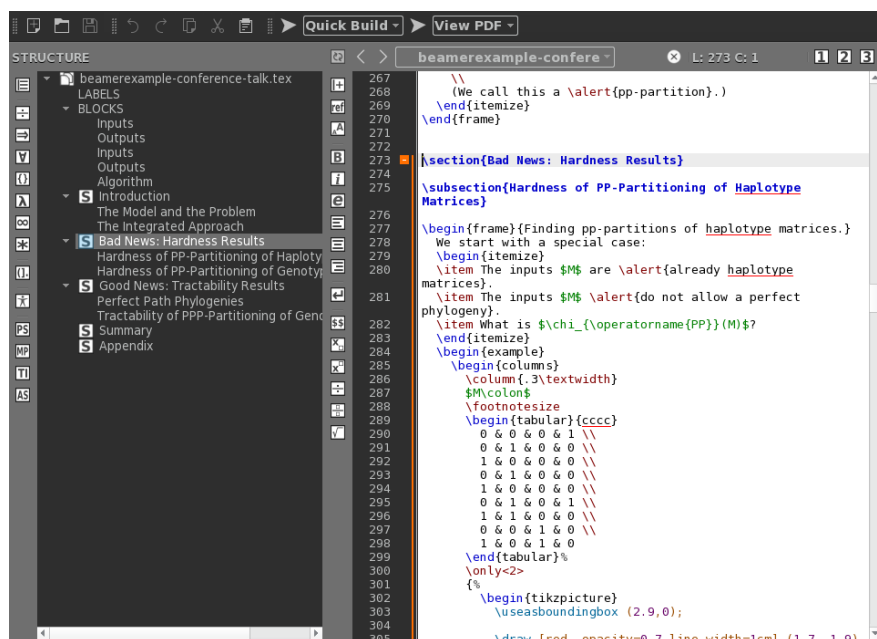 Quick Build
View PDF
STRUCTURE
beamerexample-confere
L: 273 C: 1
1 2 3
beamerexample-conference-talk.tex
LABELS
BLOCKS
Inputs
Outputs
Inputs
Outputs
Algorithm
S Introduction
The Model and the Problem
The Integrated Approach
S Bad News: Hardness Results
Hardness of PP-Partitioning of Haploty
Hardness of PP-Partitioning of Genotyp
S Good News: Tractability Results
Perfect Path Phylogenies
Tractability of PPP-Partitioning of Geno
S Summary
S Appendix
PS
MP
TI
AS
ref
B
i
e
$$
267 \\
268 (We call this a \alert{pp-partition}.)
269 \end{itemize}
270 \end{frame}
271
272
273 \section{Bad News: Hardness Results}
274
275 \subsection{Hardness of PP-Partitioning of Haplotype
Matrices}
276
277 \begin{frame}{Finding pp-partitions of haplotype matrices.}
278 We start with a special case:
279 \begin{itemize}
280 \item The inputs $M$ are \alert{already haplotype
matrices}.
281 \item The inputs $M$ \alert{do not allow a perfect
phylogeny}.
282 \item What is $\chi_{\operatorname{PP}}(M)$?
283 \end{itemize}
284 \begin{example}
285 \begin{columns}
286 \column{.3\textwidth}
287 $M\colon$
288 \footnotesize
289 \begin{tabular}{cccc}
290 0 & 0 & 0 & 1 \\
291 0 & 1 & 0 & 0 \\
292 1 & 0 & 0 & 0 \\
293 0 & 1 & 0 & 0 \\
294 1 & 0 & 0 & 0 \\
295 0 & 1 & 0 & 1 \\
296 1 & 1 & 0 & 0 \\
297 0 & 0 & 1 & 0 \\
298 1 & 0 & 1 & 0
299 \end{tabular}%
300 \only<2>
301 {%
302 \begin{tikzpicture}
303 \useasboundingbox (2.9,0);
304
305